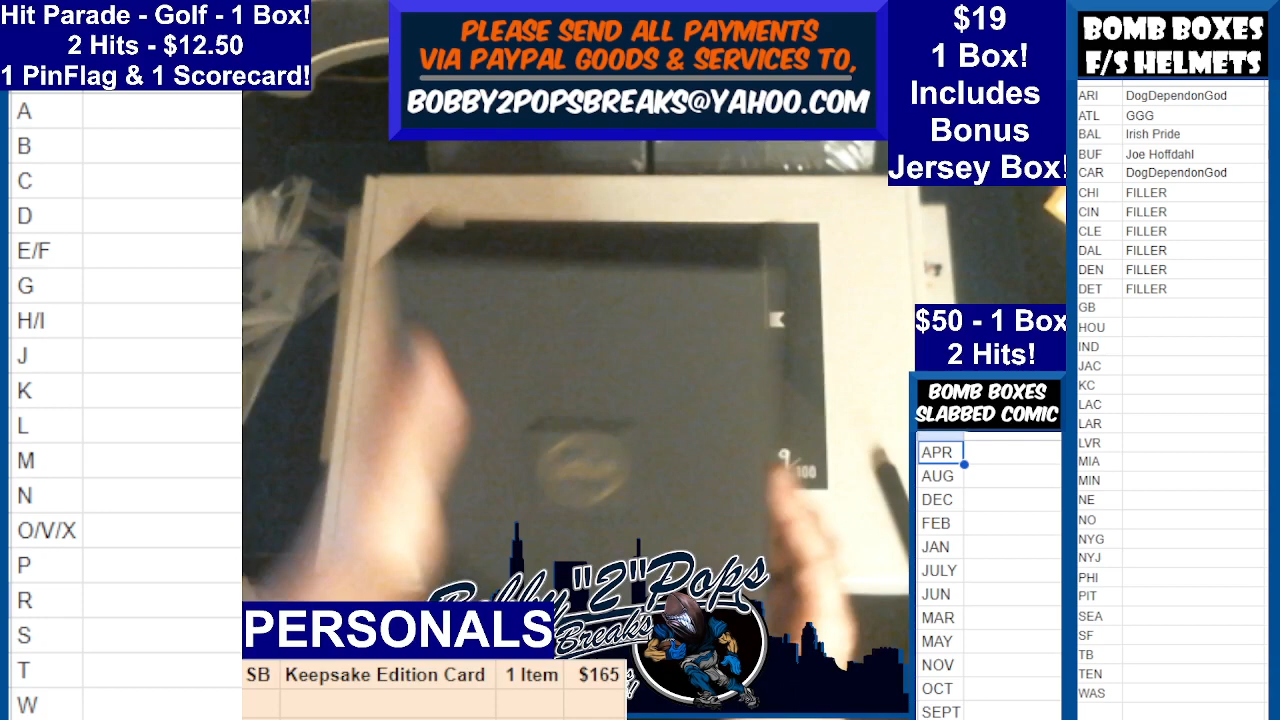 Hit Parade - Golf - 1 Box!
2 Hits - $12.50
1 PinFlag & 1 Scorecard!
A
B
C
D
E/F
G
H/I
J
K
L
M
N
O/V/X
P
R
S
T
W
PLEASE SEND ALL PAYMENTS
VIA PAYPAL GOODS & SERVICES TO,
BOBBY2POPSBREAKS@YAHOO.COM
9/100
Bobby "2" Pops
Breaks
PERSONALS
SB Keepsake Edition Card 1 Item $165
$19
1 Box!
Includes
Bonus
Jersey Box!
$50 - 1 Box
2 Hits!
BOMB BOXES
SLABBED COMIC
APR
AUG
DEC
FEB
JAN
JULY
JUN
MAR
MAY
NOV
OCT
SEPT
BOMB BOXES
F/S HELMETS
ARI DogDependonGod
ATL GGG
BAL Irish Pride
BUF Joe Hoffdahl
CAR DogDependonGod
CHI FILLER
CIN FILLER
CLE FILLER
DAL FILLER
DEN FILLER
DET FILLER
GB
HOU
IND
JAC
KC
LAC
LAR
LVR
MIA
MIN
NE
NO
NYG
NYJ
PHI
PIT
SEA
SF
TB
TEN
WAS